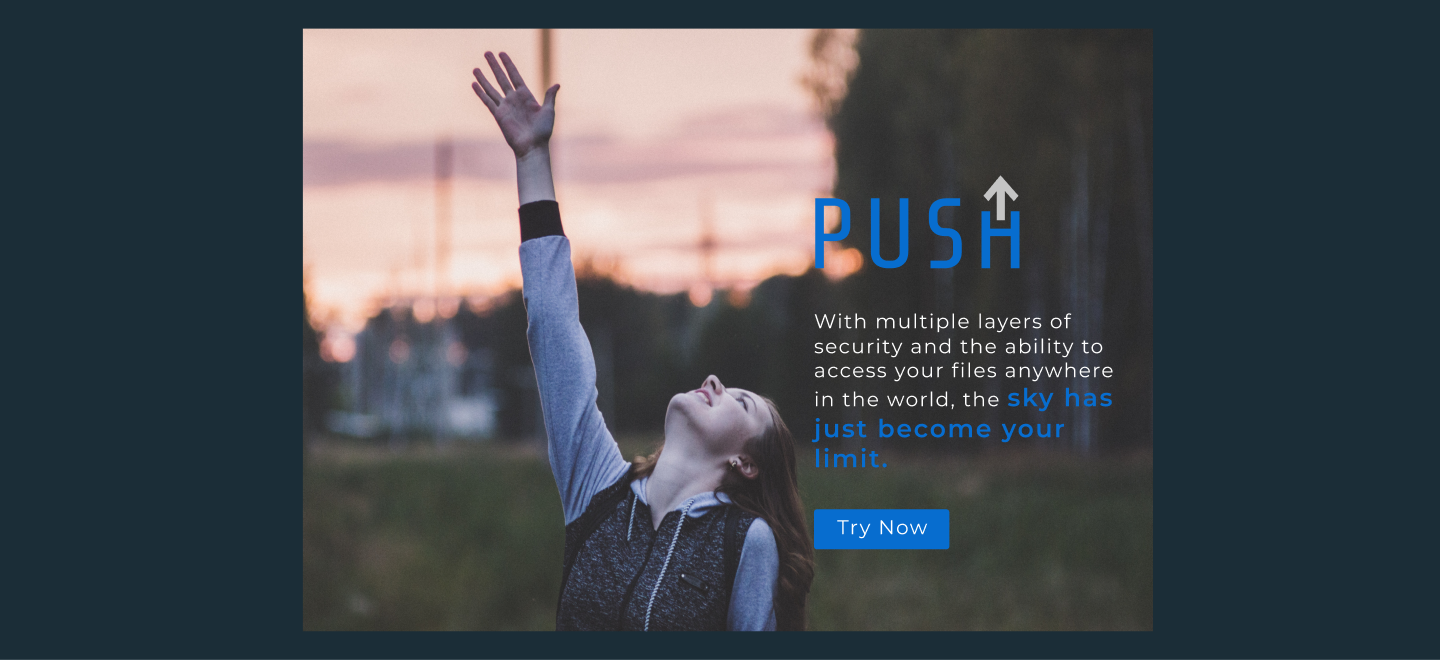 PUSH
With multiple layers of
security and the ability to
access your files anywhere
in the world, the sky has
just become your
limit.
Try Now